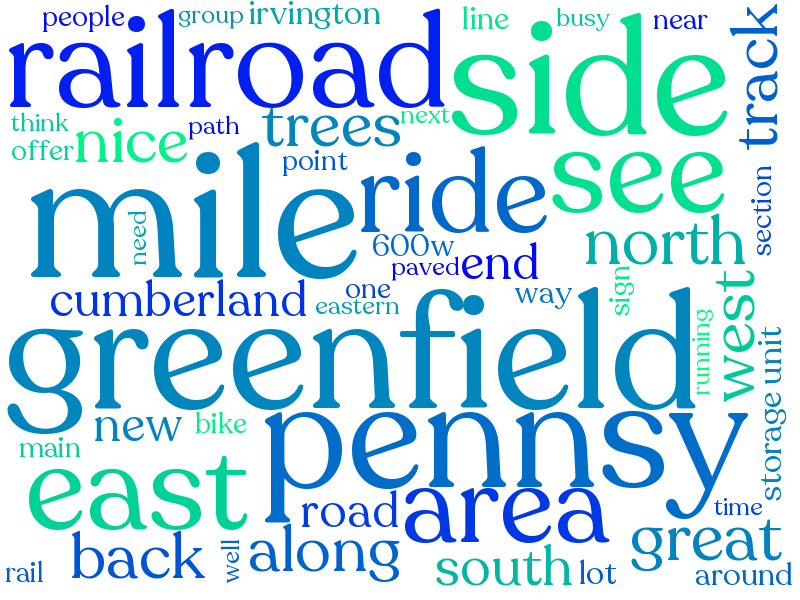 people
group
irvington
line
busy
near
railroad
side
track
think
offer
nice
path
trees
next
point
see
mile
ride
need
600w
north
section
paved
end
cumberland
one
eastern
way
sign
west
greenfield
running
storage unit
new
bike
main
pennsy
east
road
area
time
back
well
along
great
south
lot
rail
around